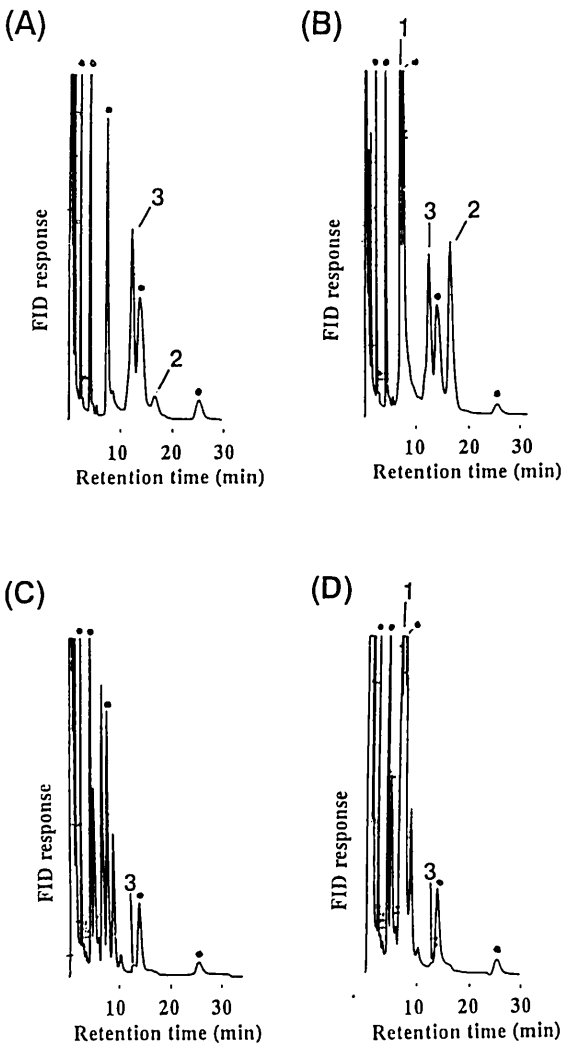 (A)
FID response
3
2
10 20 30
Retention time (min)
(B)
1
FID response
3 2
10 20 30
Retention time (min)
(C)
FID response
3
10 20 30
Retention time (min)
(D)
1
FID response
3
10 20 30
Retention time (min)